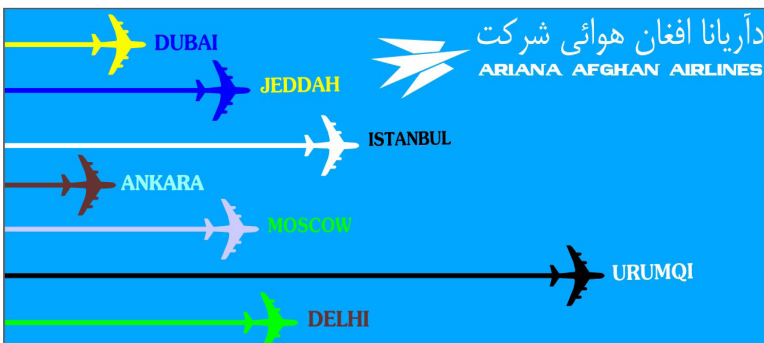 DUBAI
دآریانا افغان هوائی شرکت
ARIANA AFGHAN AIRLINES
JEDDAH
ISTANBUL
ANKARA
MOSCOW
URUMQI
DELHI